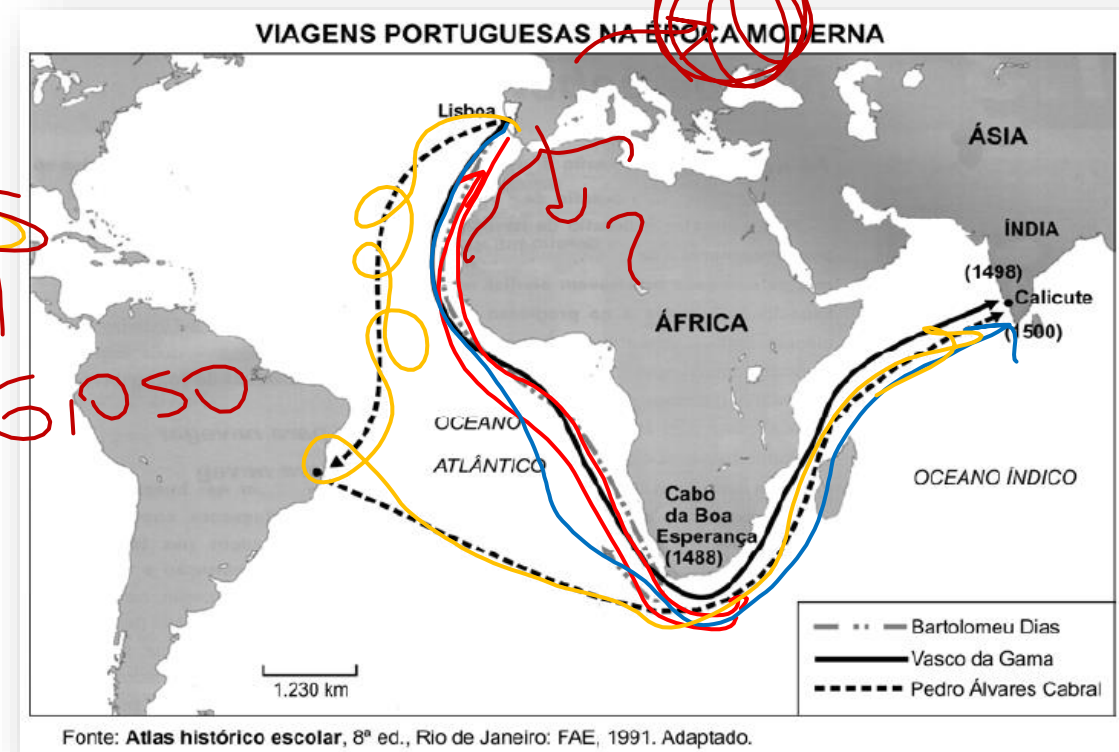 VIAGENS PORTUGUESAS NA ÉPOCA MODERNA
Lisboa
ÁSIA
ÍNDIA
(1498)
Calicute
(1500)
ÁFRICA
OCEANO
ATLÂNTICO
OCEANO ÍNDICO
Cabo
da Boa
Esperança
(1488)
Bartolomeu Dias
Vasco da Gama
Pedro Álvares Cabral
1.230 km
Fonte: Atlas histórico escolar, 8ª ed., Rio de Janeiro: FAE, 1991. Adaptado.